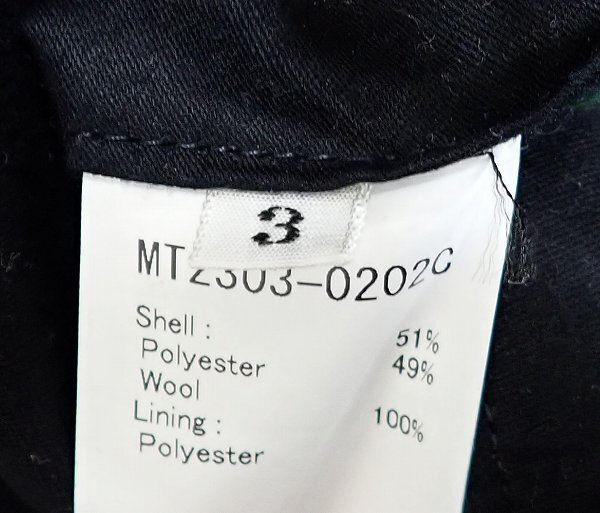 3
MT2303-0202C
Shell :
Polyester 51%
Wool 49%
Lining :
Polyester 100%